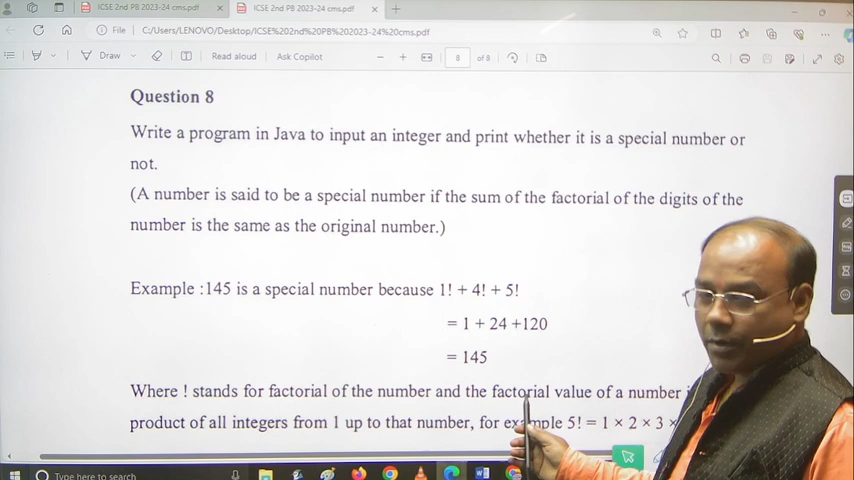 ICSE 2nd PB 2023-24 cms.pdf
ICSE 2nd PB 2023-24 cms.pdf
File
C:/Users/LENOVO/Desktop/ICSE%202nd%20PB%202023-24%20cms.pdf
Draw
Read aloud
Ask Copilot
8
of 8
Question 8
Write a program in Java to input an integer and print whether it is a special number or
not.
(A number is said to be a special number if the sum of the factorial of the digits of the
number is the same as the original number.)
Example :145 is a special number because 1! + 4! + 5!
= 1 + 24 +120
= 145
Where ! stands for factorial of the number and the factorial value of a number
product of all integers from 1 up to that number, for example 5! = 1 × 2 × 3 ×
Type here to search